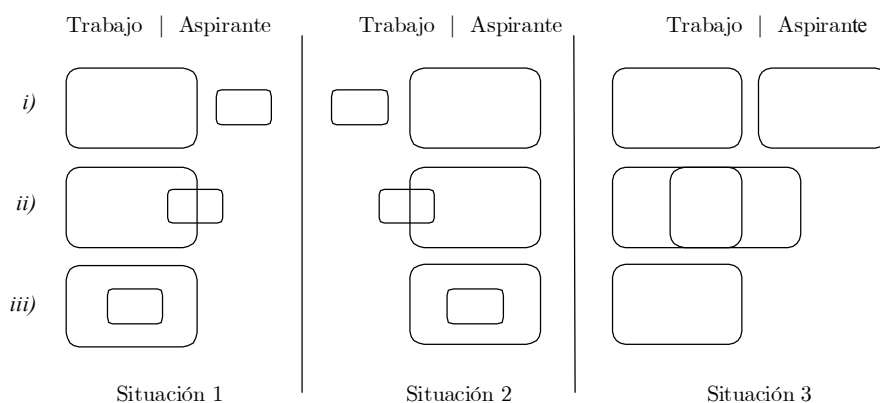 Trabajo | Aspirante Trabajo | Aspirante Trabajo | Aspirante
i)
ii)
iii)
Situación 1 Situación 2 Situación 3